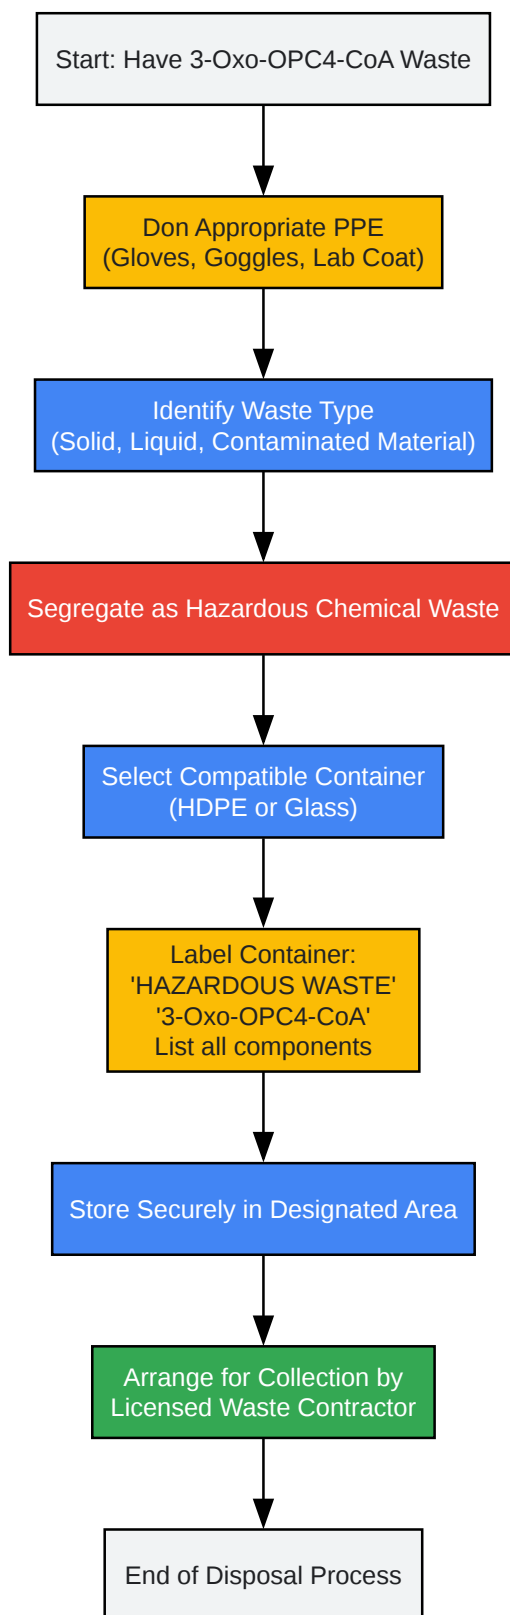 Start: Have 3-Oxo-OPC4-CoA Waste
Don Appropriate PPE
(Gloves, Goggles, Lab Coat)
Identify Waste Type
(Solid, Liquid, Contaminated Material)
Segregate as Hazardous Chemical Waste
Select Compatible Container
(HDPE or Glass)
Label Container:
'HAZARDOUS WASTE'
'3-Oxo-OPC4-CoA'
List all components
Store Securely in Designated Area
Arrange for Collection by
Licensed Waste Contractor
End of Disposal Process